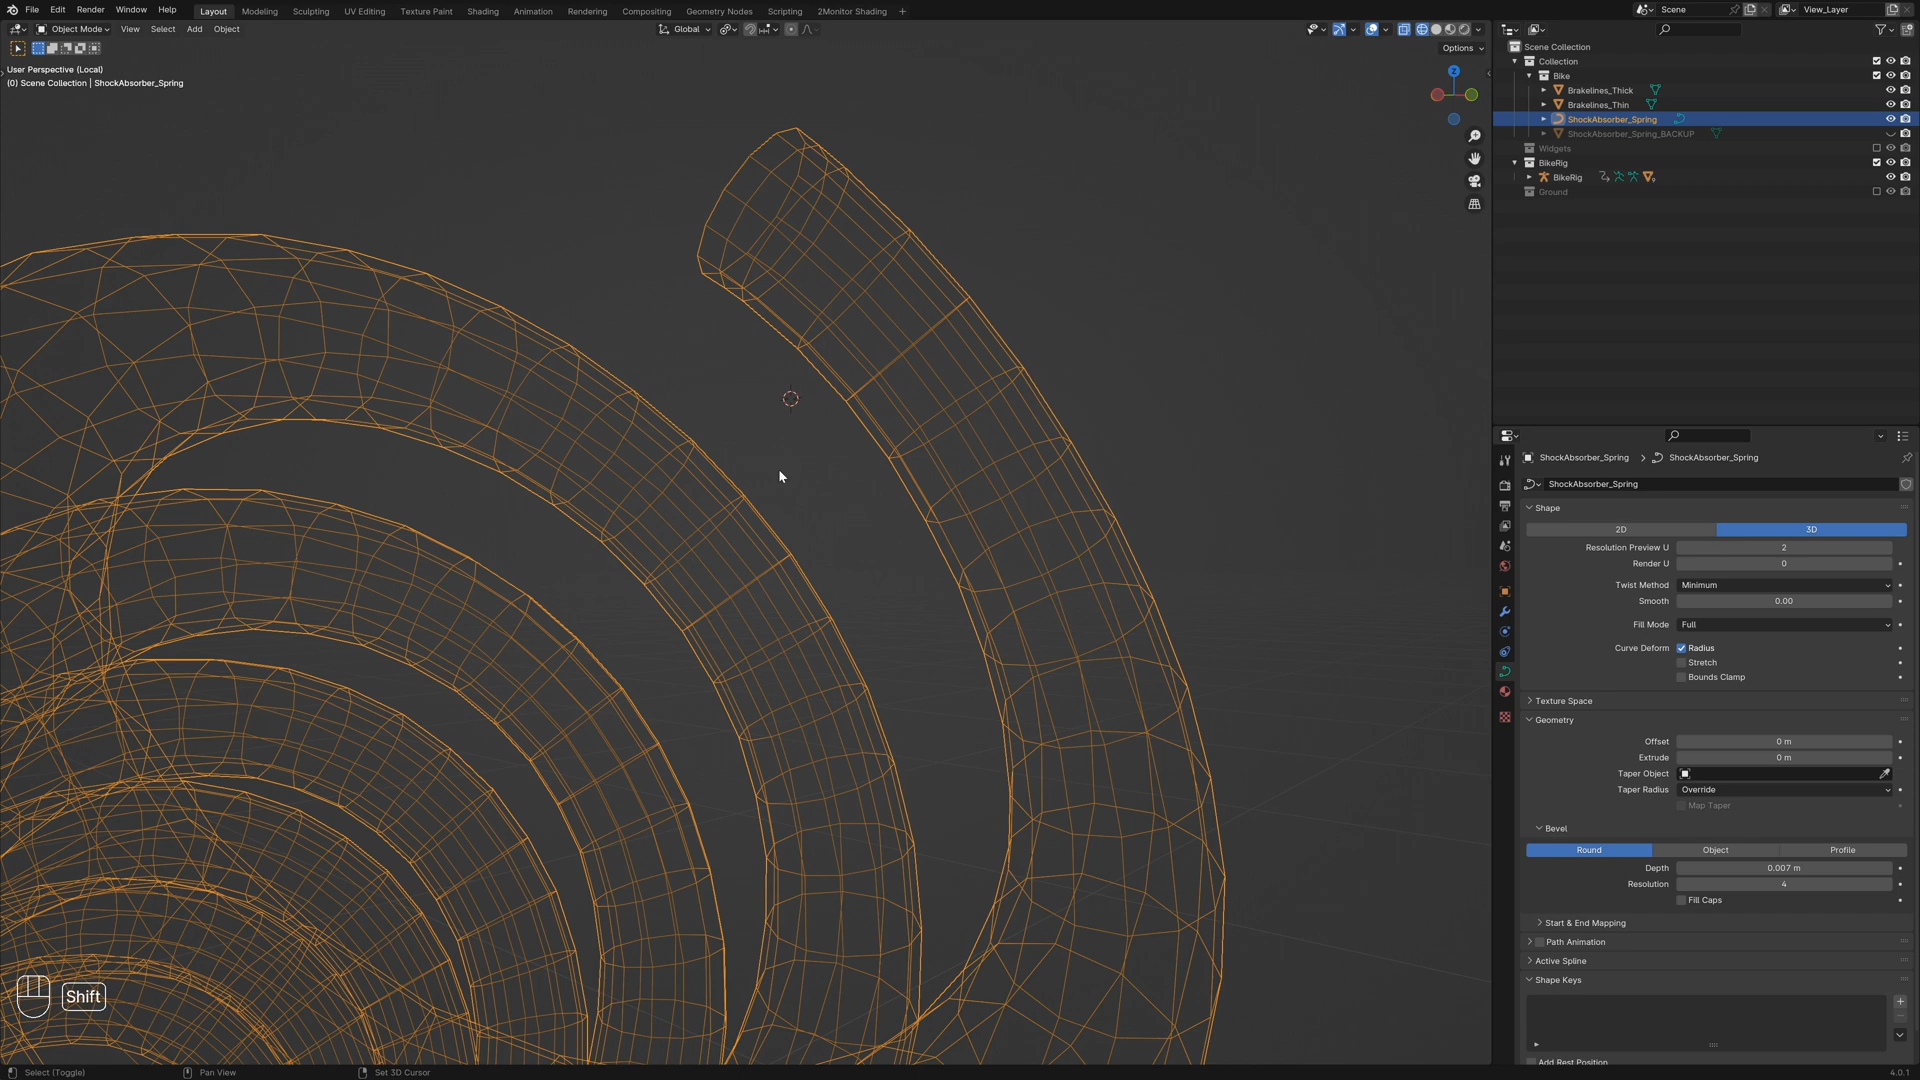 File Edit Render Window Help Layout Modeling Sculpting UV Editing Texture Paint Shading Animation Rendering Compositing Geometry Nodes Scripting 2Monitor Shading + Scene View_Layer
Object Mode View Select Add Object Global
Options
User Perspective (Local)
(0) Scene Collection | ShockAbsorber_Spring
Z
Scene Collection
Collection
Bike
Brakelines_Thick
Brakelines_Thin
ShockAbsorber_Spring
ShockAbsorber_Spring_BACKUP
Widgets
BikeRig
BikeRig
Ground
ShockAbsorber_Spring > ShockAbsorber_Spring
ShockAbsorber_Spring
Shape
2D 3D
Resolution Preview U 2
Render U 0
Twist Method Minimum
Smooth 0.00
Fill Mode Full
Curve Deform Radius
Stretch
Bounds Clamp
Texture Space
Geometry
Offset 0 m
Extrude 0 m
Taper Object
Taper Radius Override
Map Taper
Bevel
Round Object Profile
Depth 0.007 m
Resolution 4
Fill Caps
Start & End Mapping
Path Animation
Active Spline
Shape Keys
Add Rest Position
Shift
Select (Toggle) Pan View Set 3D Cursor 4.0.1